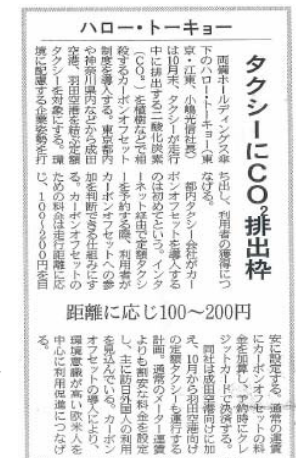 ハロー・トーキョー
タクシーにCO₂排出枠
距離に応じ100〜200円
両備ホールディングス傘
下のハロー・トーキョー(東
京・江東、小嶋光信社長)
は10月末、タクシーが走行
中に排出する二酸化炭素
(CO₂)を植樹などで相
殺するカーボンオフセット
制度を導入する。東京都内
や神奈川県内などから成田
空港、羽田空港を結ぶ定額
タクシーを対象にする。環
境に配慮する企業姿勢を打
ち出し、利用者の獲得につ
なげる。
都内タクシー会社がカー
ボンオフセットを導入する
のは初めてという。インタ
ーネット経由で定額タクシ
ーを予約する際、利用者が
カーボンオフセットへの参
加を判断できる仕組みにす
る。カーボンオフセットの
ための料金は走行距離に応
じ、100〜200円を目
安に設定する。通常の運賃
にカーボンオフセットの料
金を加算し、予約時にクレ
ジットカードで決済する。
同社は成田空港向けに加
え、10月から羽田空港向け
の定額タクシーも運行する
計画。通常のメーター運賃
よりも割安な料金を設定
し、主に訪日外国人の利用
を見込んでいる。カーボン
オフセットの導入により、
環境意識が高い欧米人を
中心に利用促進につなげ
る。